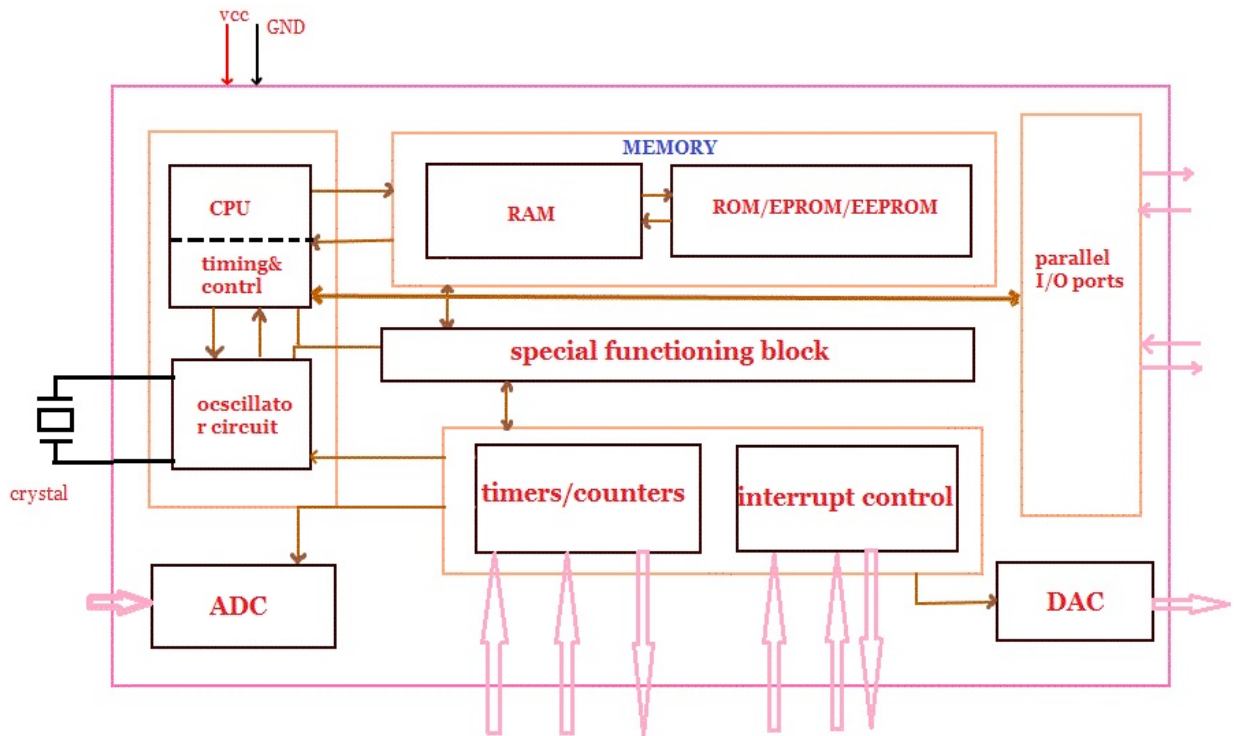 vcc
GND
MEMORY
CPU
RAM
ROM/EPROM/EEPROM
timing&
contrl
parallel
I/O ports
special functioning block
ocscillato
r circuit
crystal
timers/counters
interrupt control
ADC
DAC